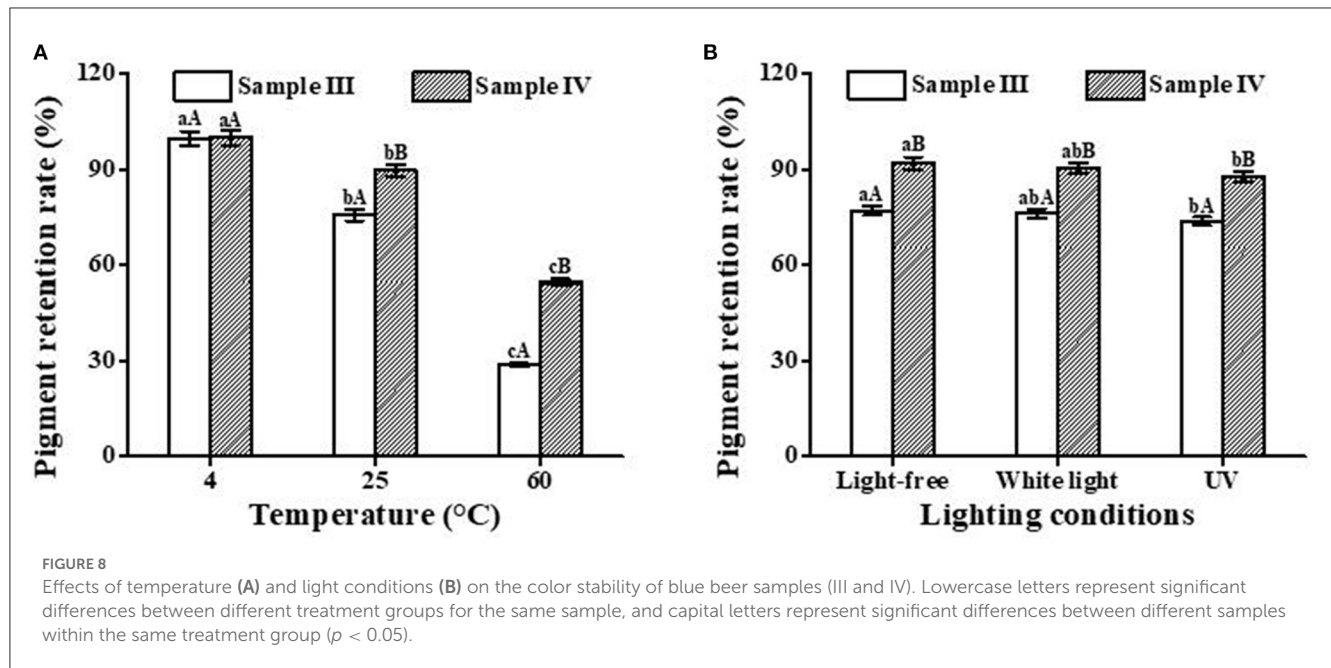 A
120
90
60
30
0
Pigment retention rate (%)
Sample III
Sample IV
aA
aA
bA
bB
cA
cB
4
25
60
Temperature (°C)
B
120
90
60
30
0
Pigment retention rate (%)
Sample III
Sample IV
aA
aB
abA
abB
bA
bB
Light-free
White light
UV
Lighting conditions
FIGURE 8
Effects of temperature (A) and light conditions (B) on the color stability of blue beer samples (III and IV). Lowercase letters represent significant
differences between different treatment groups for the same sample, and capital letters represent significant differences between different samples
within the same treatment group (p < 0.05).